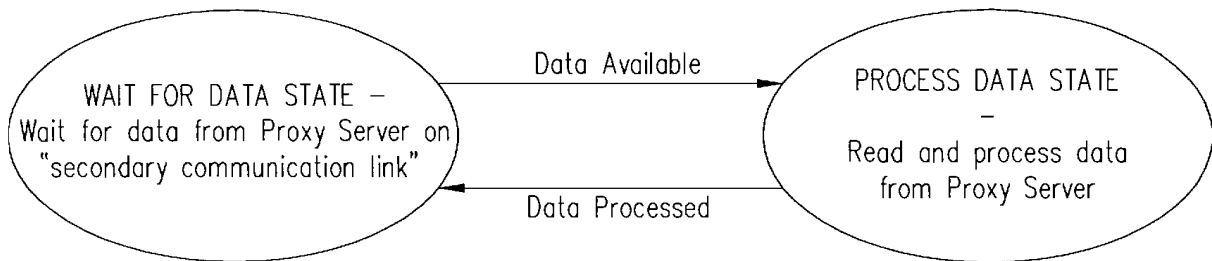 WAIT FOR DATA STATE –
Wait for data from Proxy Server on
"secondary communication link"
Data Available
Data Processed
PROCESS DATA STATE
–
Read and process data
from Proxy Server